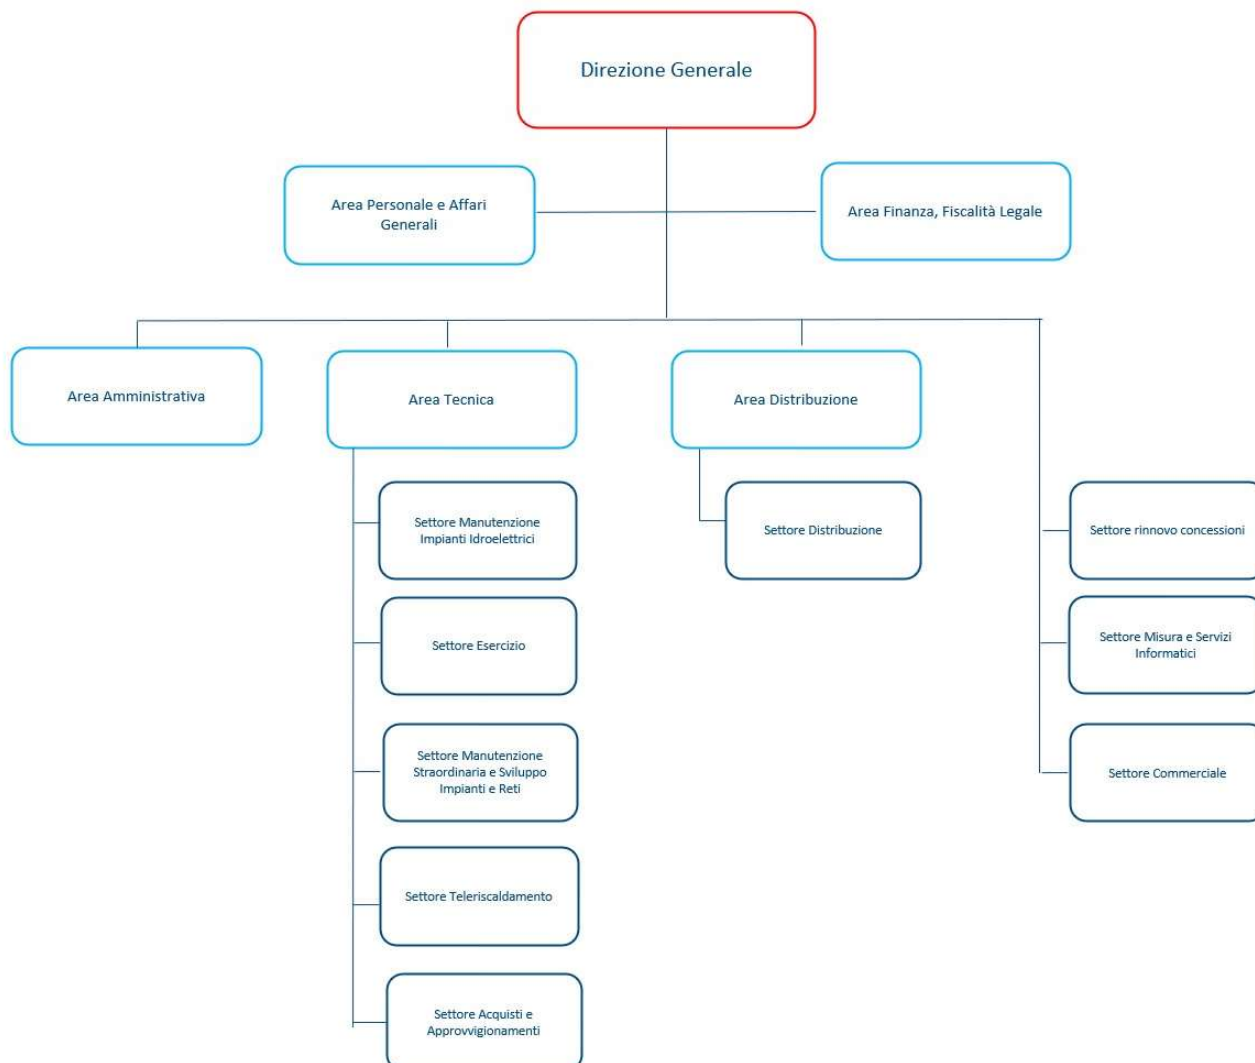 Direzione Generale
Area Personale e Affari
Generali
Area Finanza, Fiscalità Legale
Area Amministrativa
Area Tecnica
Area Distribuzione
Settore Manutenzione
Impianti Idroelettrici
Settore Distribuzione
Settore rinnovo concessioni
Settore Esercizio
Settore Misura e Servizi
Informatici
Settore Manutenzione
Straordinaria e Sviluppo
Impianti e Reti
Settore Commerciale
Settore Teleriscaldamento
Settore Acquisti e
Approvvigionamenti